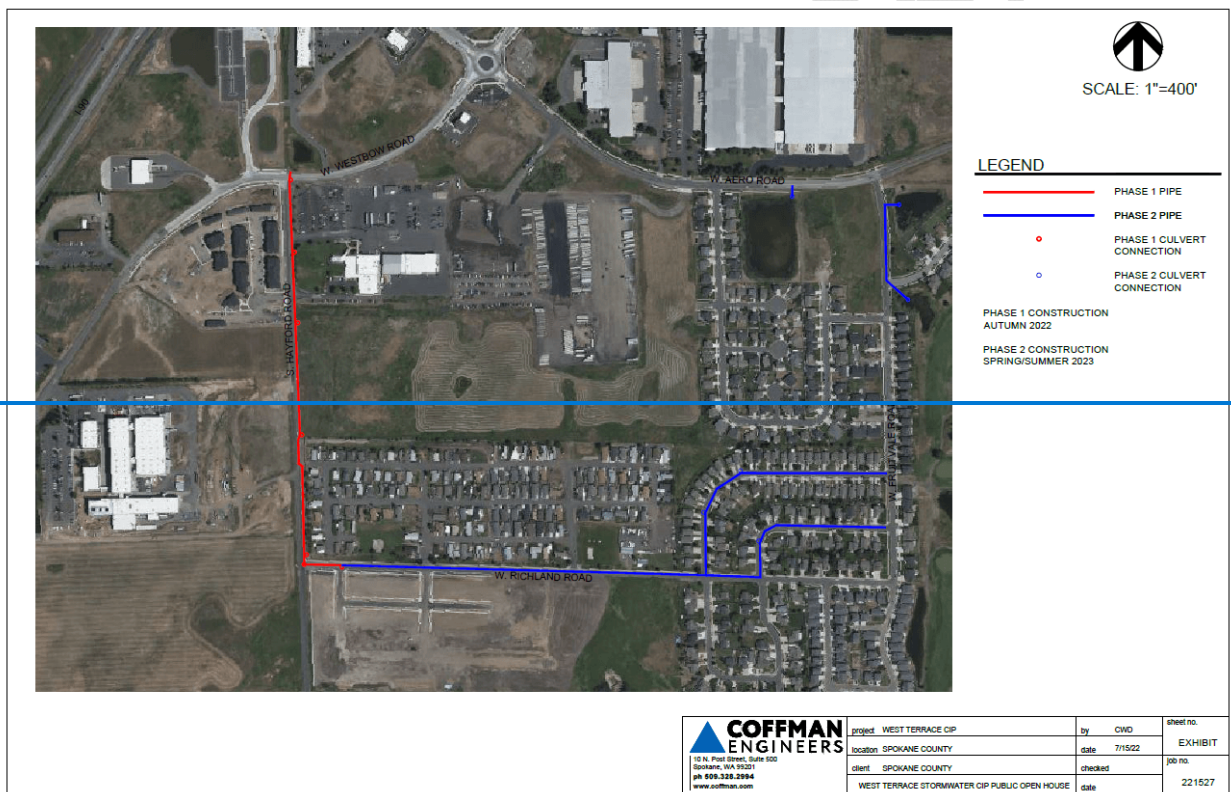 SCALE: 1"=400'
I-90
W. WESTBOW ROAD
W. AERO ROAD
S. HAYFORD ROAD
W. FRUITVALE ROAD
W. RICHLAND ROAD
LEGEND
PHASE 1 PIPE
PHASE 2 PIPE
PHASE 1 CULVERT
CONNECTION
PHASE 2 CULVERT
CONNECTION
PHASE 1 CONSTRUCTION
AUTUMN 2022
PHASE 2 CONSTRUCTION
SPRING/SUMMER 2023
COFFMAN
ENGINEERS
10 N. Post Street, Suite 500
Spokane, WA 99201
ph 509.328.2994
www.coffman.com
project WEST TERRACE CIP
location SPOKANE COUNTY
client SPOKANE COUNTY
WEST TERRACE STORMWATER CIP PUBLIC OPEN HOUSE
by CWD
date 7/15/22
checked
date
sheet no.
EXHIBIT
job no.
221527